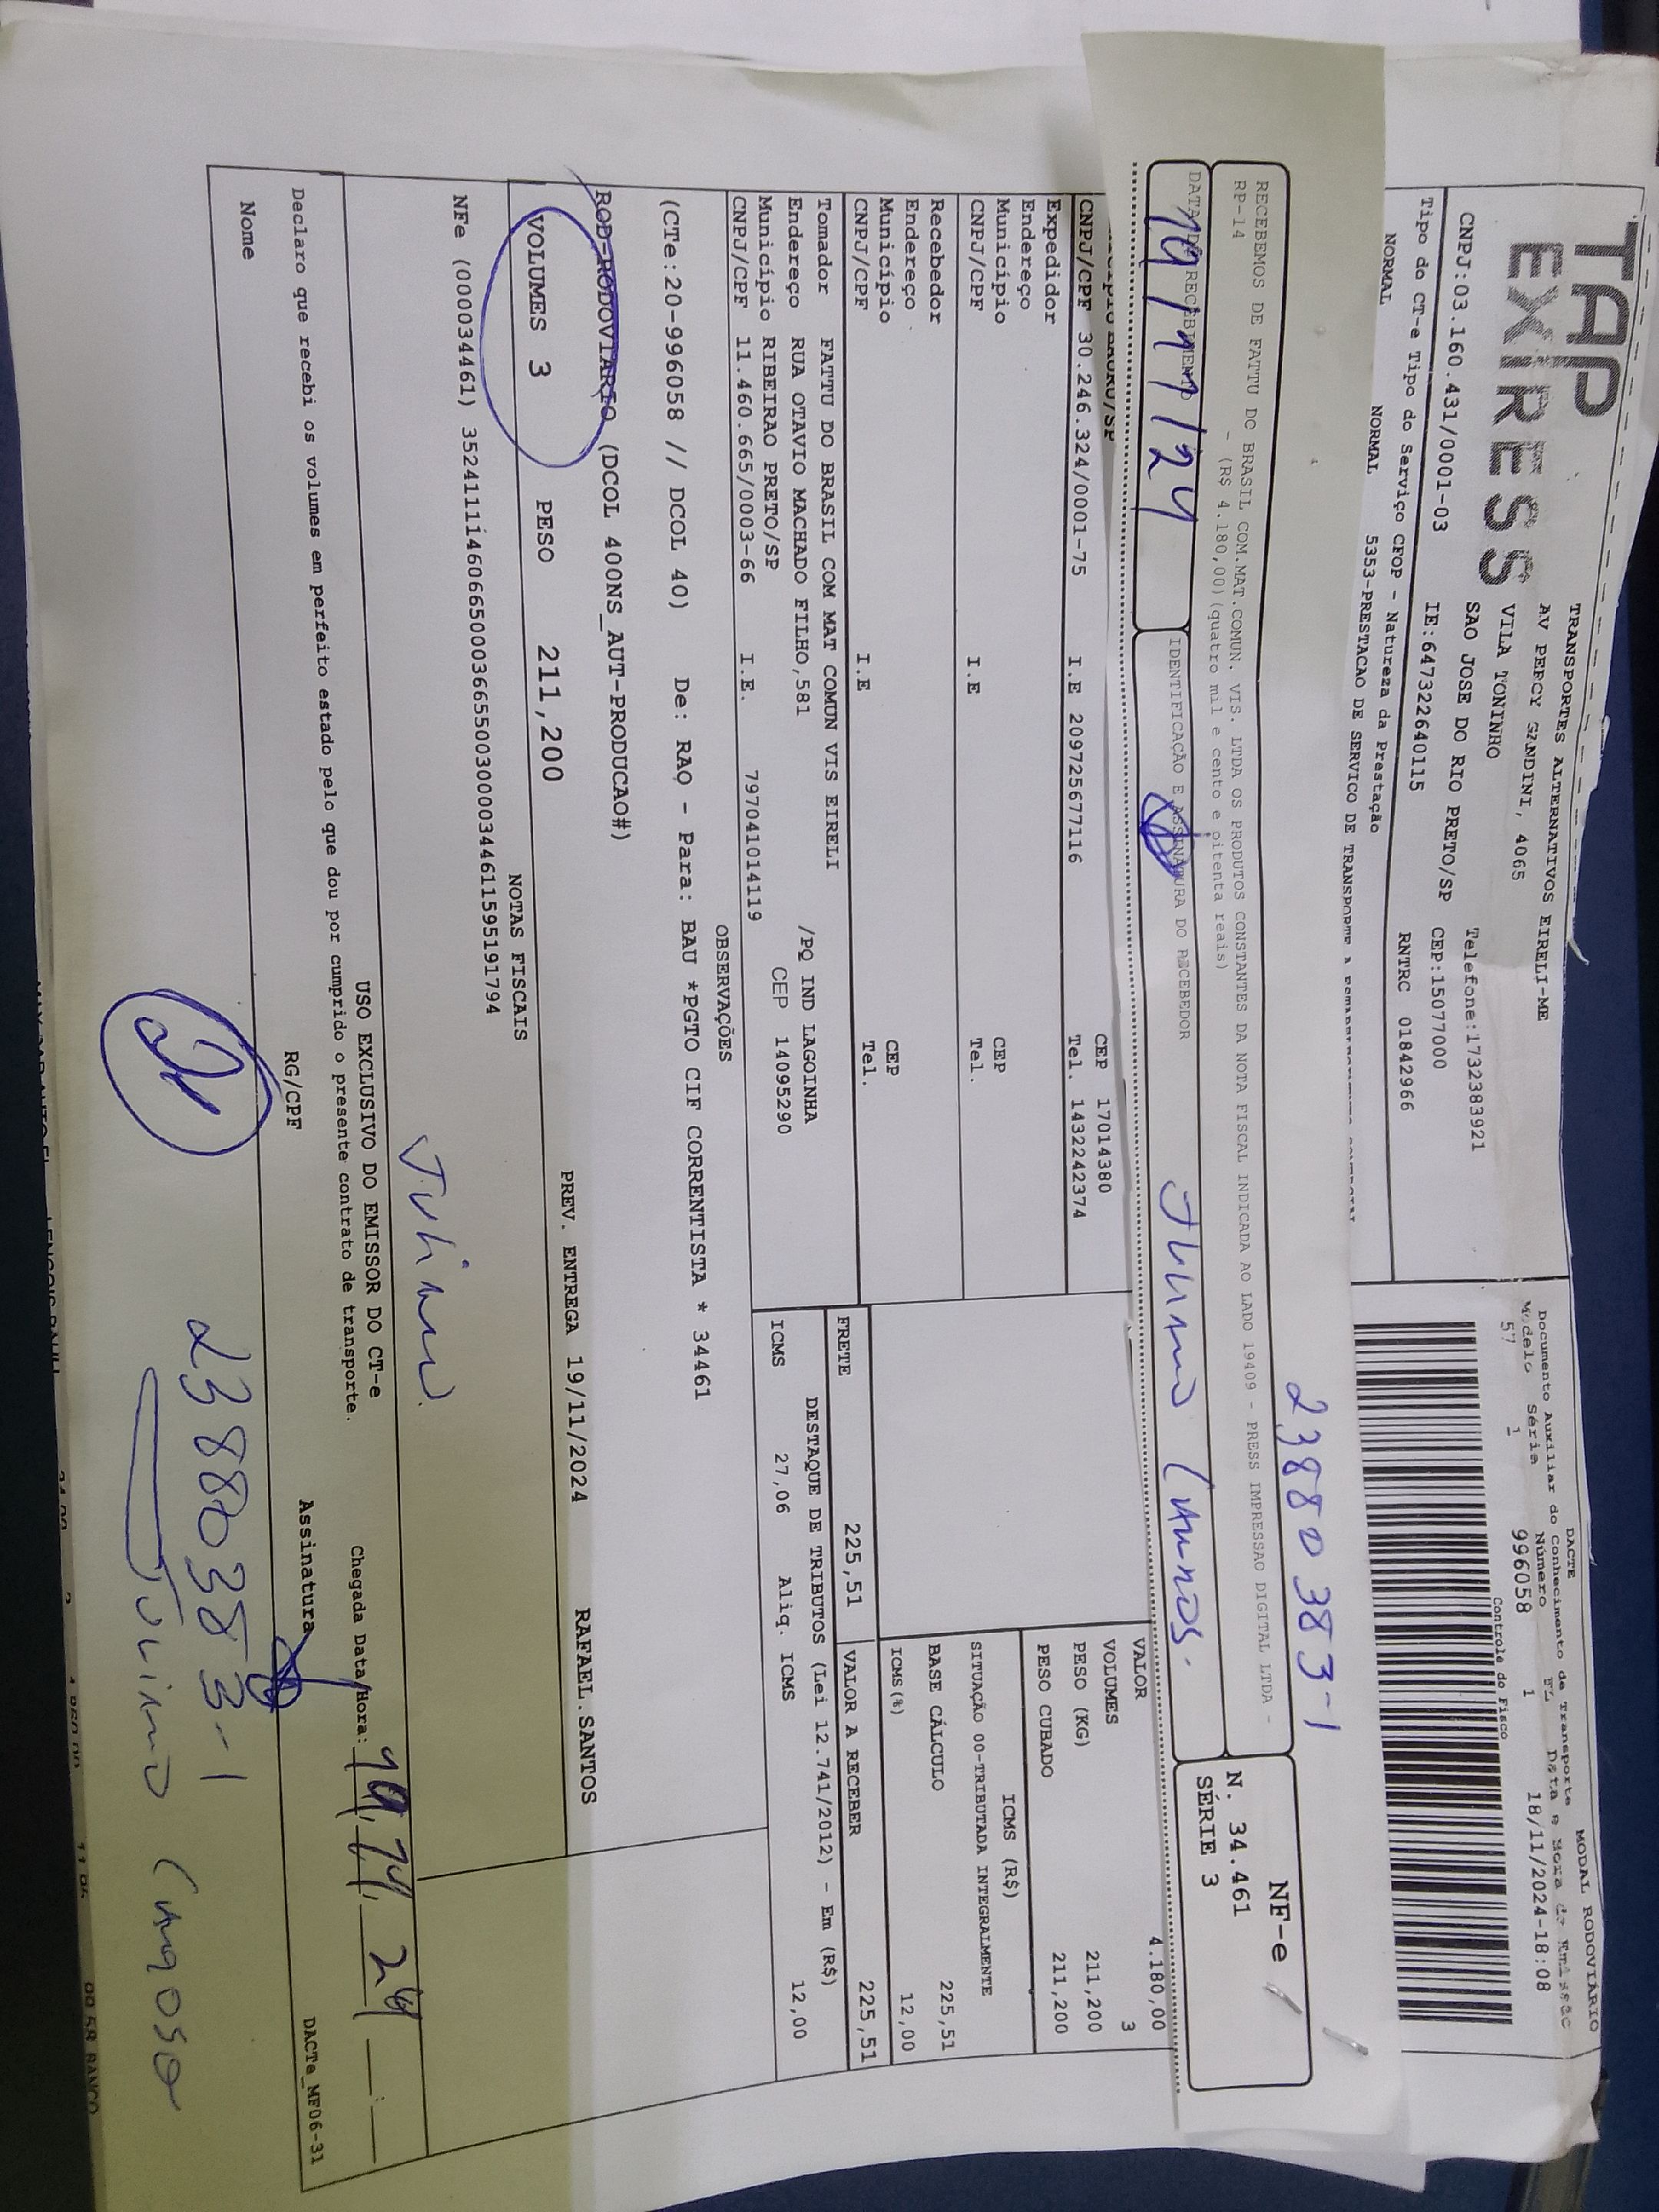 TAP
EXPRESS
TRANSPORTES ALTERNATIVOS EIRELI-ME
AV PERCY GANDINI, 4065
VILA TONINHO
SAO JOSE DO RIO PRETO/SP
CNPJ:03.160.431/0001-03
IE:647322640115
Telefone:1732383921
CEP:15077000
RNTRC 01842966
DACTE
MODAL RODOVIÁRIO
Documento Auxiliar do Conhecimento de Transporte
Modelo Série Número FL Data e Hora de Emissão
57 1 996058 1 18/11/2024-18:08
Controle do Fisco
Tipo do CT-e Tipo do Serviço CFOP - Natureza da Prestação
NORMAL NORMAL 5353-PRESTACAO DE SERVICO DE TRANSPORTE A
2388038 3-1
RECEBEMOS DE FATTU DO BRASIL COM.MAT.COMUN. VIS. LTDA OS PRODUTOS CONSTANTES DA NOTA FISCAL INDICADA AO LADO 19409 - PRESS IMPRESSAO DIGITAL LTDA -
RP-14 - (R$ 4.180,00)(quatro mil e cento e oitenta reais)
DATA DE RECEBIMENTO
19/11/24
IDENTIFICAÇÃO E ASSINATURA DO RECEBEDOR
NF-e
N. 34.461
SÉRIE 3
CEP 17014380
CNPJ/CPF 30.246.324/0001-75 I.E 209725677116 Tel. 1432242374
Expedidor
Endereço
Município CEP
CNPJ/CPF I.E Tel.
Recebedor
Endereço
Município CEP
CNPJ/CPF I.E Tel.
VALOR 4.180,00
VOLUMES 3
PESO (KG) 211,200
PESO CUBADO 211,200
ICMS (R$)
SITUAÇÃO 00-TRIBUTADA INTEGRALMENTE
BASE CÁLCULO 225,51
ICMS(%) 12,00
Tomador FATTU DO BRASIL COM MAT COMUN VIS EIRELI
Endereço RUA OTAVIO MACHADO FILHO,581 /PQ IND LAGOINHA
Município RIBEIRAO PRETO/SP CEP 14095290
CNPJ/CPF 11.460.665/0003-66 I.E. 797041014119
FRETE 225,51 VALOR A RECEBER 225,51
DESTAQUE DE TRIBUTOS (Lei 12.741/2012) - Em (R$)
ICMS 27,06 Aliq. ICMS 12,00
OBSERVAÇÕES
(CTe:20-996058 // DCOL 40) De: RAO - Para: BAU *PGTO CIF CORRENTISTA * 34461
ROD-RODOVIARIO (DCOL 400NS_AUT-PRODUCAO#)
VOLUMES 3 PESO 211,200 PREV. ENTREGA 19/11/2024 RAFAEL.SANTOS
NOTAS FISCAIS
NFe (000034461) 35241111460665000366550030000344611595191794
USO EXCLUSIVO DO EMISSOR DO CT-e
Declaro que recebi os volumes em perfeito estado pelo que dou por cumprido o presente contrato de transporte.
Chegada Data/Hora: 19/11/24
Nome RG/CPF Assinatura
DACTe_MF06-31
2388038 3-1